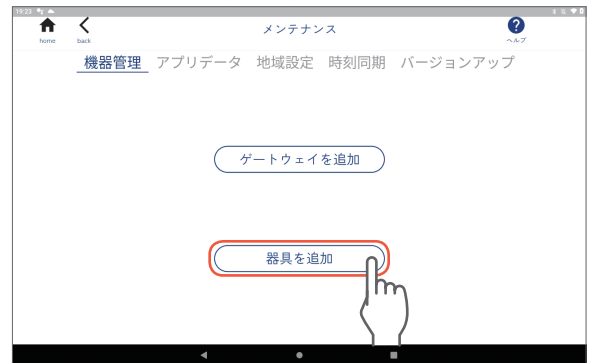 19:23
メンテナンス
home
back
ヘルプ
機器管理 アプリデータ 地域設定 時刻同期 バージョンアップ
ゲートウェイを追加
器具を追加